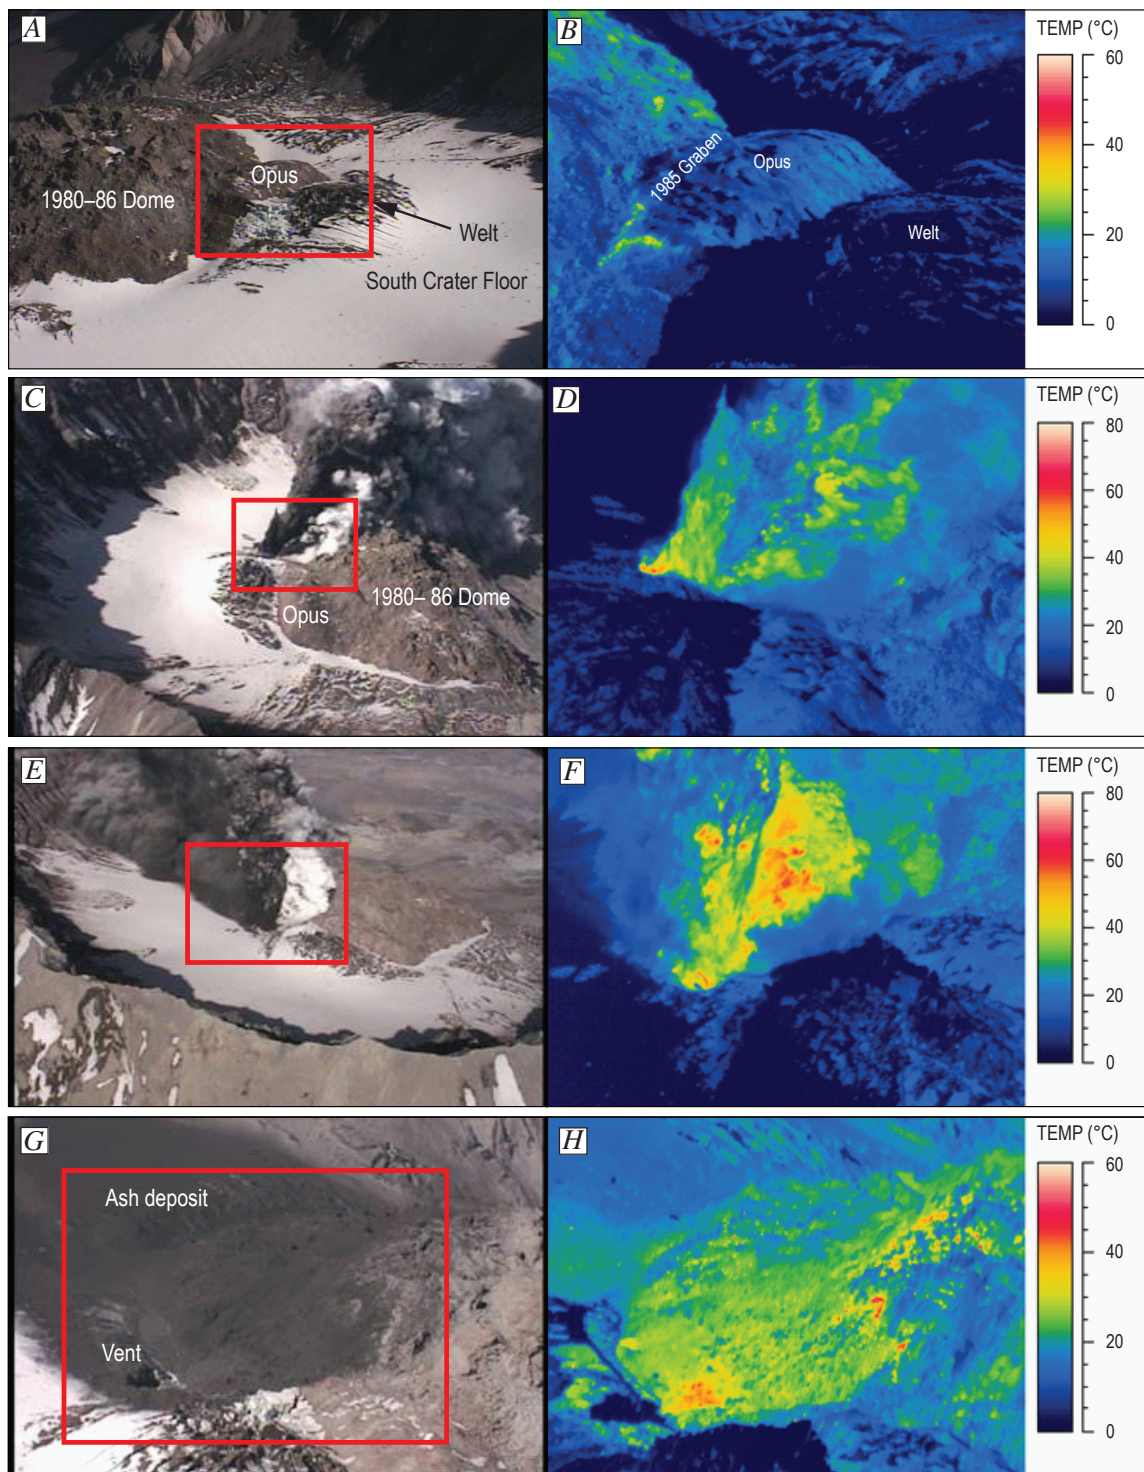 A
Opus
1980–86 Dome
Welt
South Crater Floor
B
1985 Graben
Opus
Welt
TEMP (°C)
60
40
20
0
C
1980– 86 Dome
Opus
D
TEMP (°C)
80
60
40
20
0
E
F
TEMP (°C)
80
60
40
20
0
G
Ash deposit
Vent
H
TEMP (°C)
60
40
20
0